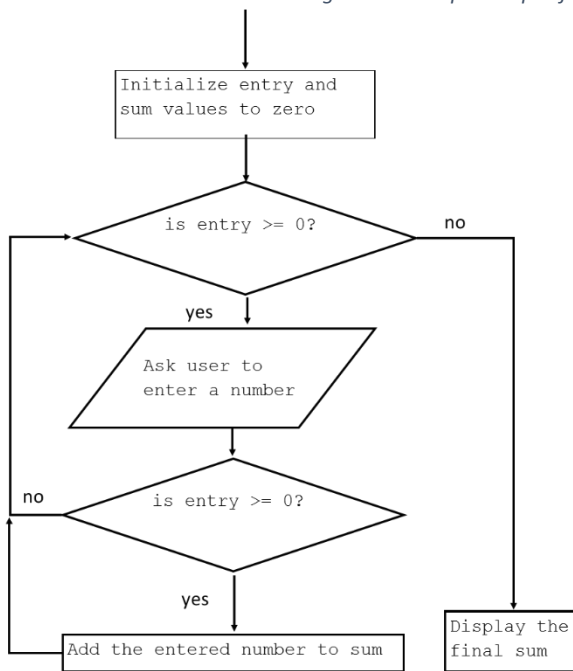 Initialize entry and
sum values to zero
is entry >= 0?
no
yes
Ask user to
enter a number
is entry >= 0?
no
yes
Add the entered number to sum
Display the
final sum